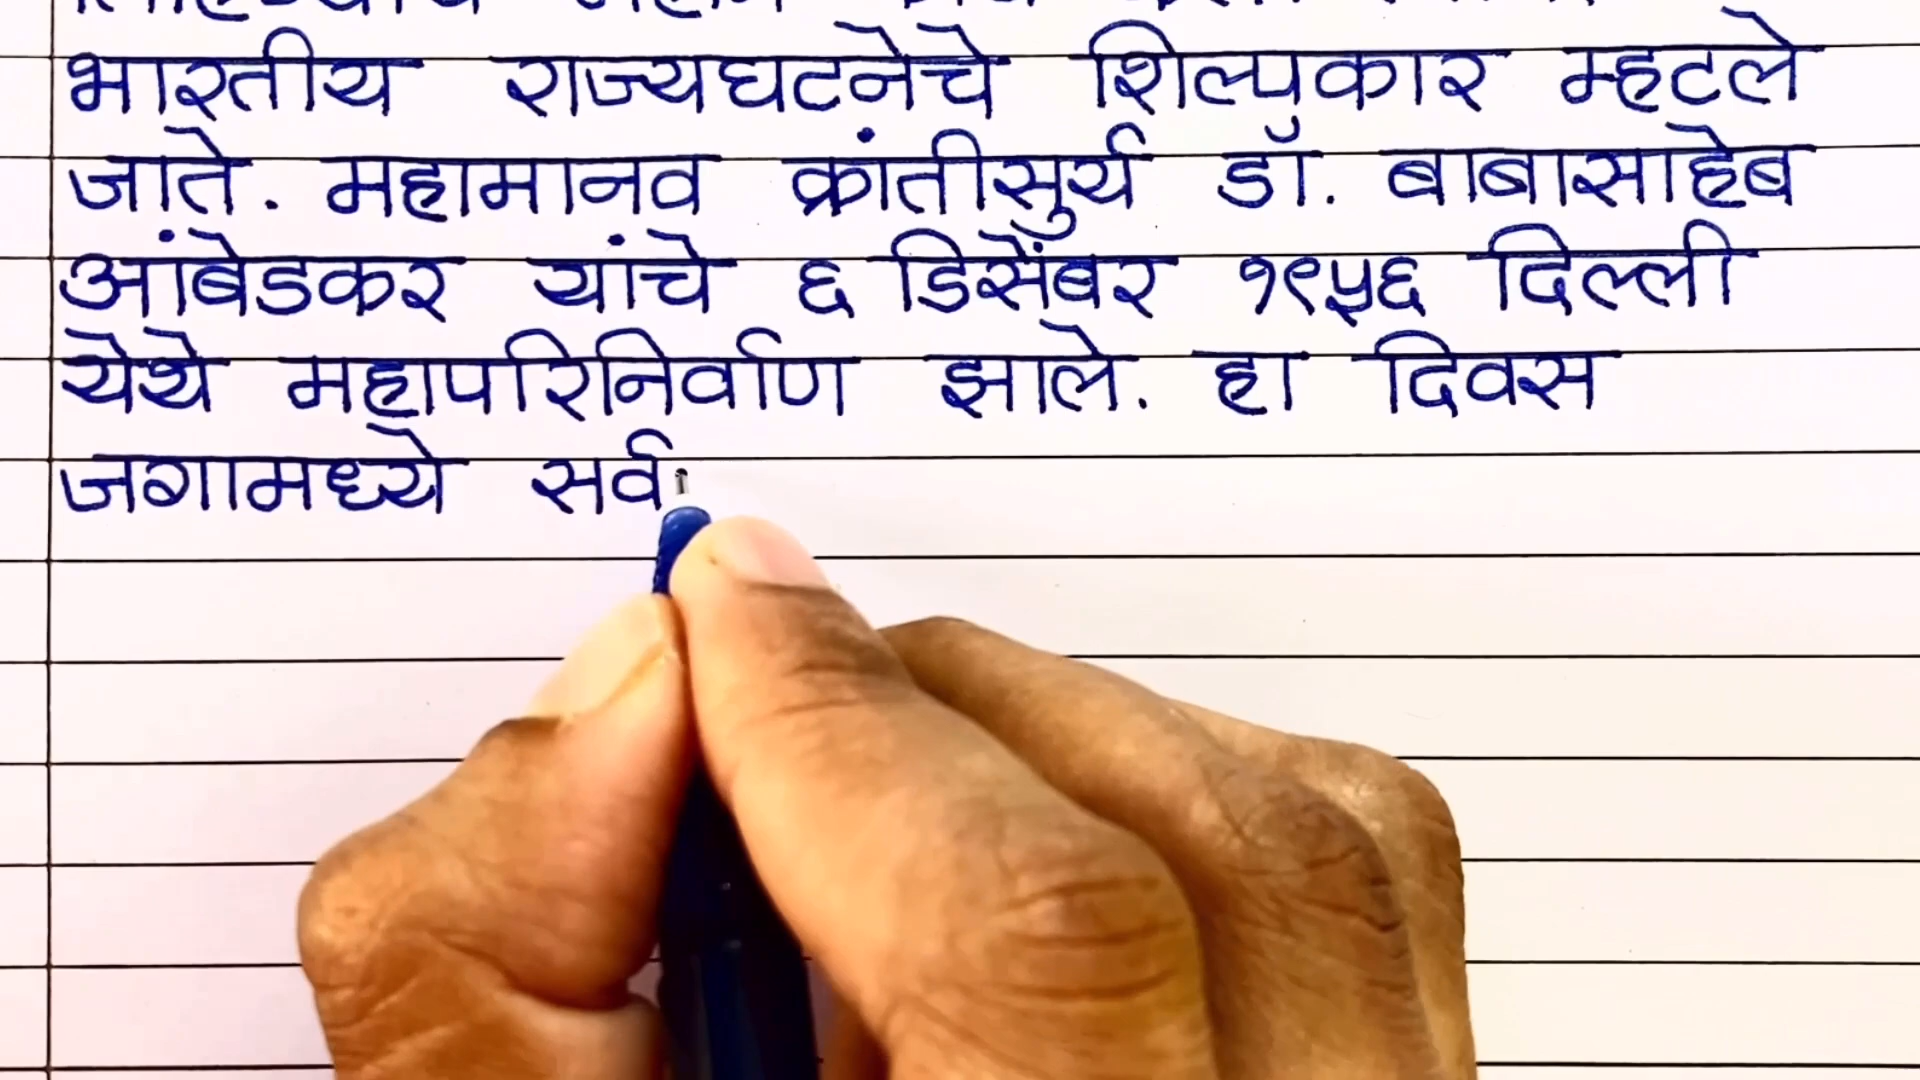 भारतीय राज्यघटनेचे शिल्पकार म्हटले
जाते. महामानव क्रांतीसुर्य डॉ. बाबासाहेब
आंबेडकर यांचे ६ डिसेंबर १९५६ दिल्ली
येथे महापरिनिर्वाण झाले. हा दिवस
जगामध्ये सर्व